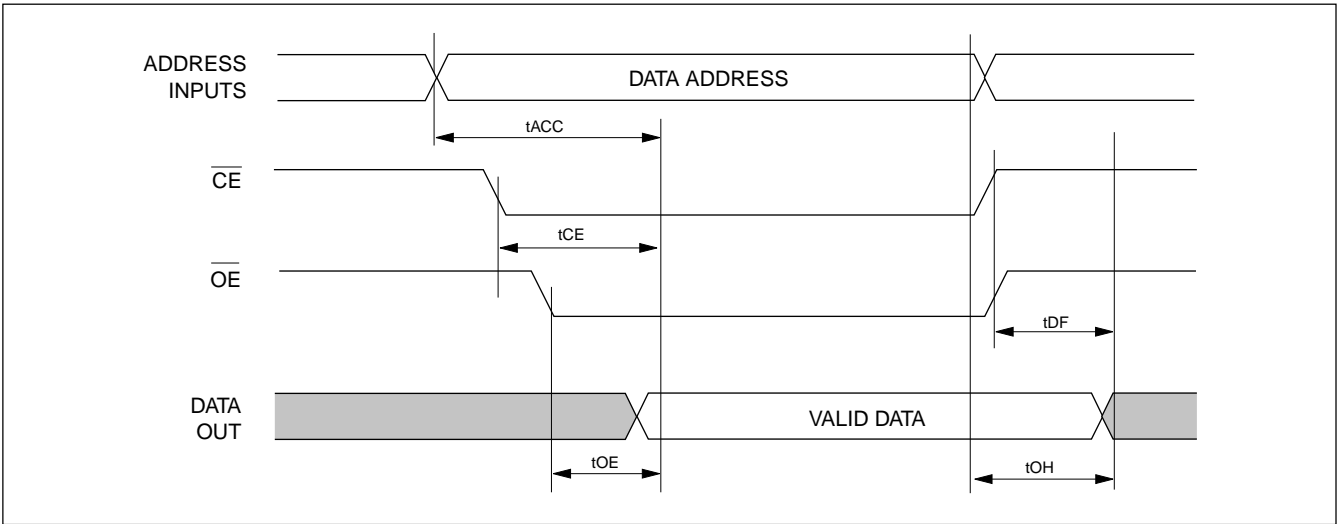 ADDRESS
INPUTS
DATA ADDRESS
tACC
CE
tCE
OE
tDF
DATA
OUT
VALID DATA
tOE
tOH